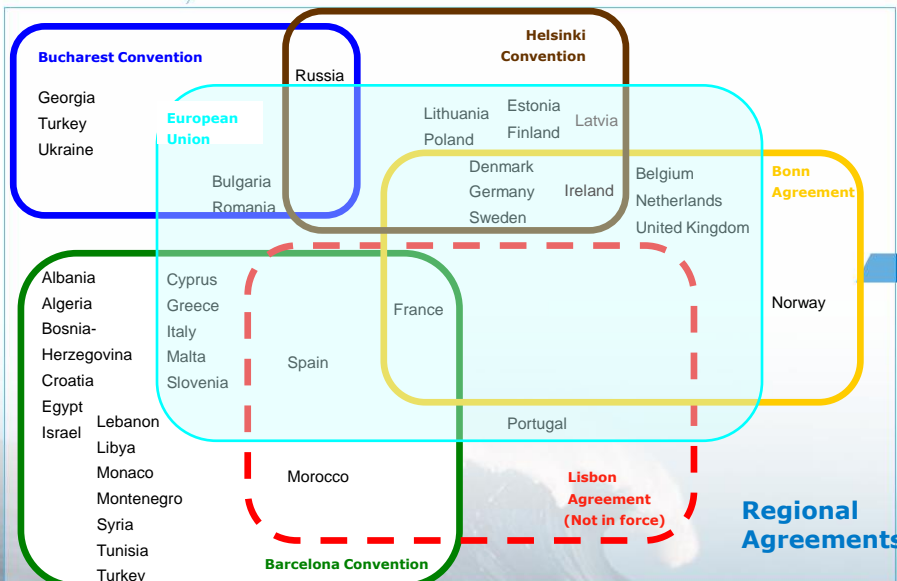 Bucharest Convention
Georgia
Turkey
Ukraine
Russia
Helsinki
Convention
European
Union
Bulgaria
Romania
Lithuania
Poland
Estonia
Finland
Latvia
Denmark
Germany
Sweden
Ireland
Belgium
Netherlands
United Kingdom
Bonn
Agreement
Norway
Albania
Algeria
Bosnia-
Herzegovina
Croatia
Egypt
Israel
Lebanon
Libya
Monaco
Montenegro
Syria
Tunisia
Turkey
Cyprus
Greece
Italy
Malta
Slovenia
Spain
France
Portugal
Morocco
Barcelona Convention
Lisbon
Agreement
(Not in force)
Regional
Agreements